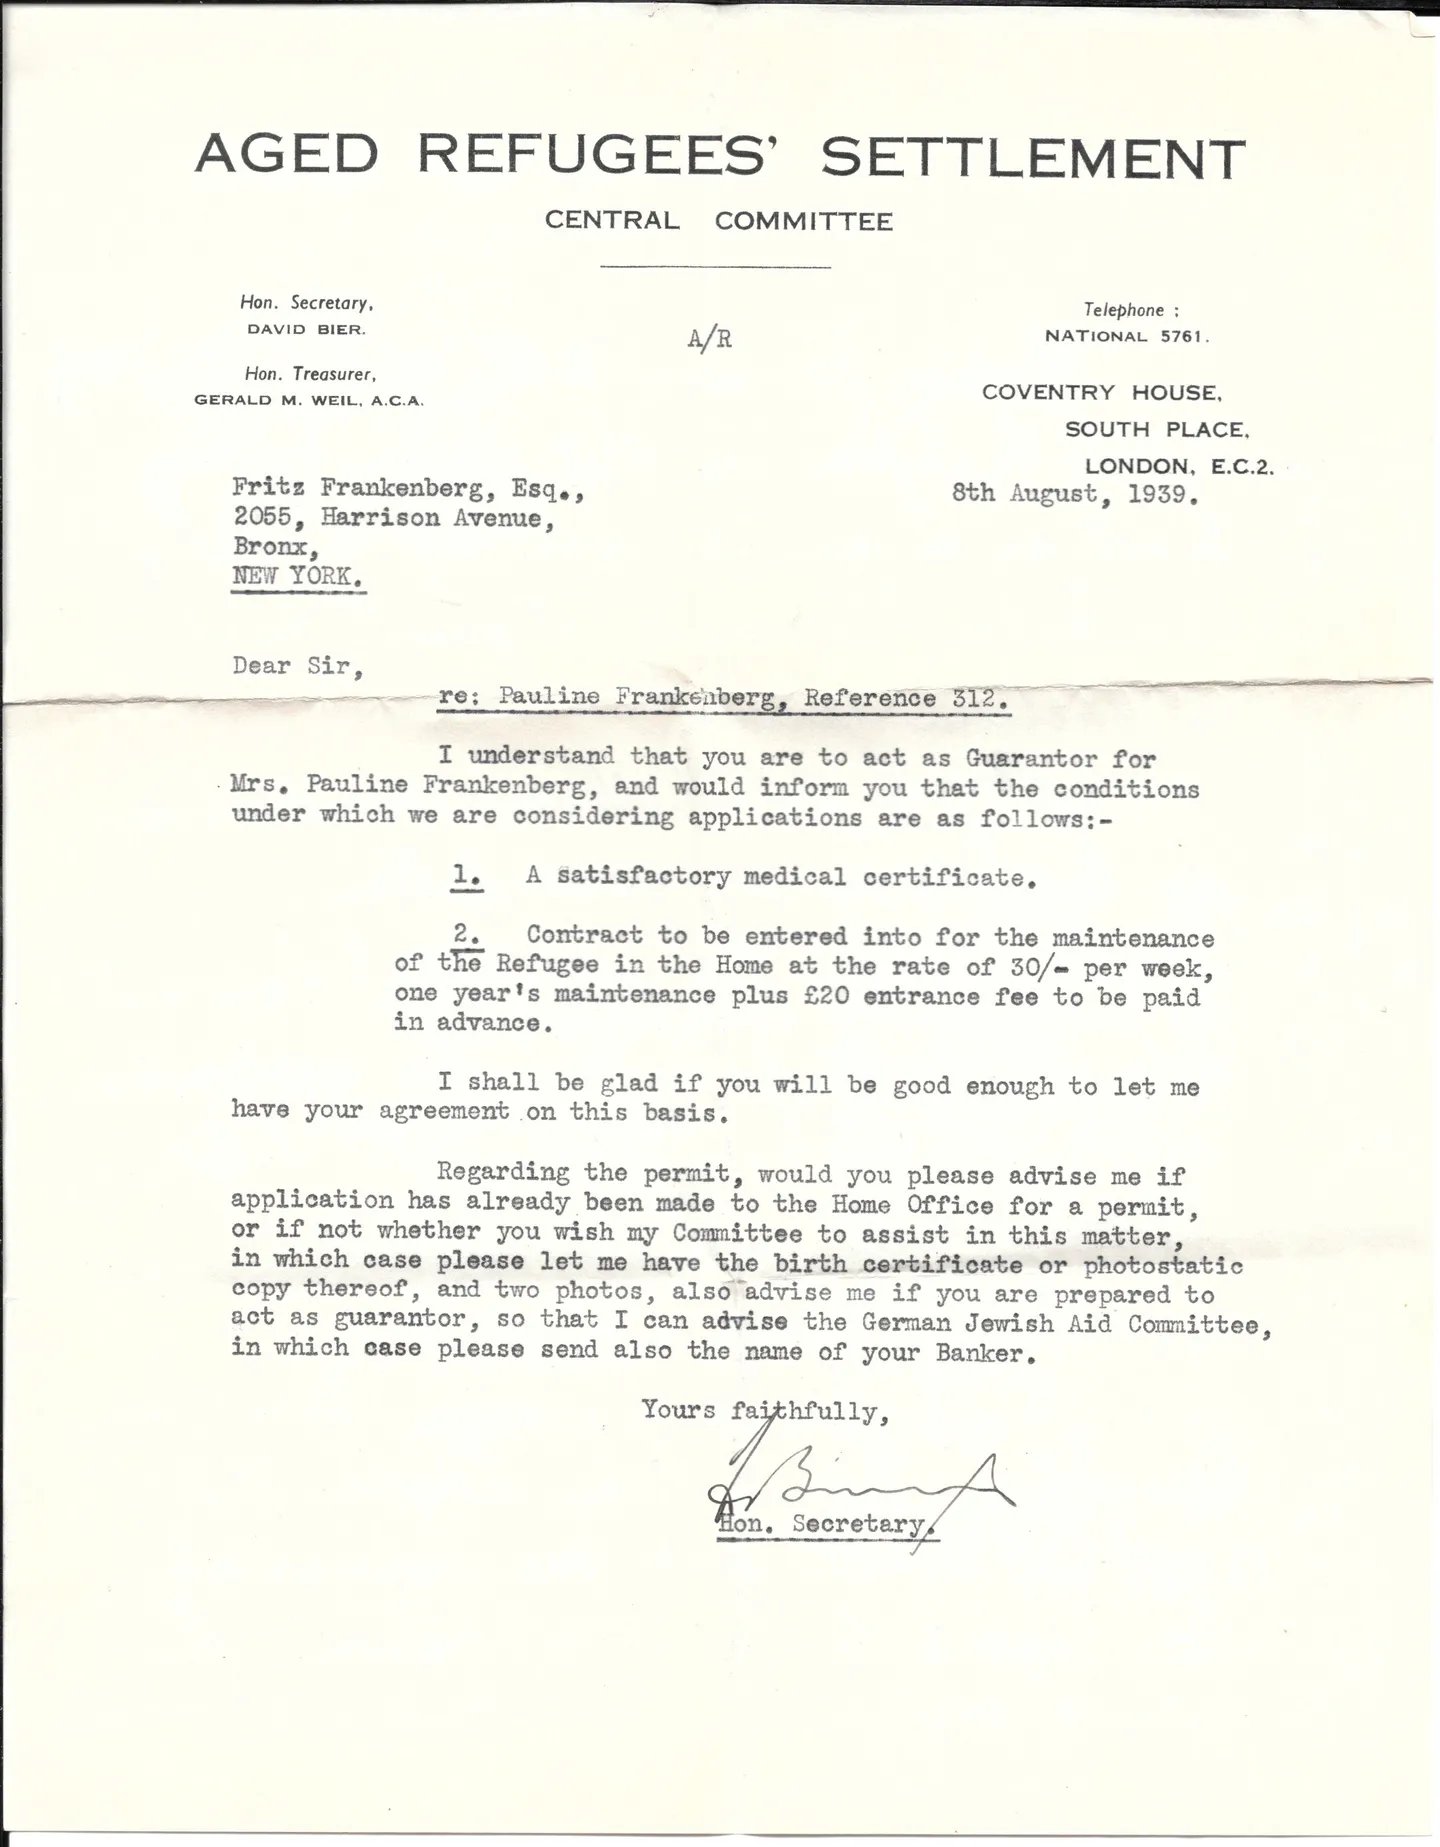 AGED REFUGEES' SETTLEMENT
CENTRAL COMMITTEE
Hon. Secretary,
DAVID BIER.
Hon. Treasurer,
GERALD M. WEIL, A.C.A.
A/R
Telephone :
NATIONAL 5761.
COVENTRY HOUSE,
SOUTH PLACE,
LONDON, E.C.2.
8th August, 1939.
Fritz Frankenberg, Esq.,
2055, Harrison Avenue,
Bronx,
NEW YORK.
Dear Sir,
re: Pauline Frankenberg, Reference 312.
I understand that you are to act as Guarantor for
Mrs. Pauline Frankenberg, and would inform you that the conditions
under which we are considering applications are as follows:-
1. A satisfactory medical certificate.
2. Contract to be entered into for the maintenance
of the Refugee in the Home at the rate of 30/- per week,
one year's maintenance plus £20 entrance fee to be paid
in advance.
I shall be glad if you will be good enough to let me
have your agreement on this basis.
Regarding the permit, would you please advise me if
application has already been made to the Home Office for a permit,
or if not whether you wish my Committee to assist in this matter,
in which case please let me have the birth certificate or photostatic
copy thereof, and two photos, also advise me if you are prepared to
act as guarantor, so that I can advise the German Jewish Aid Committee,
in which case please send also the name of your Banker.
Yours faithfully,
Hon. Secretary.